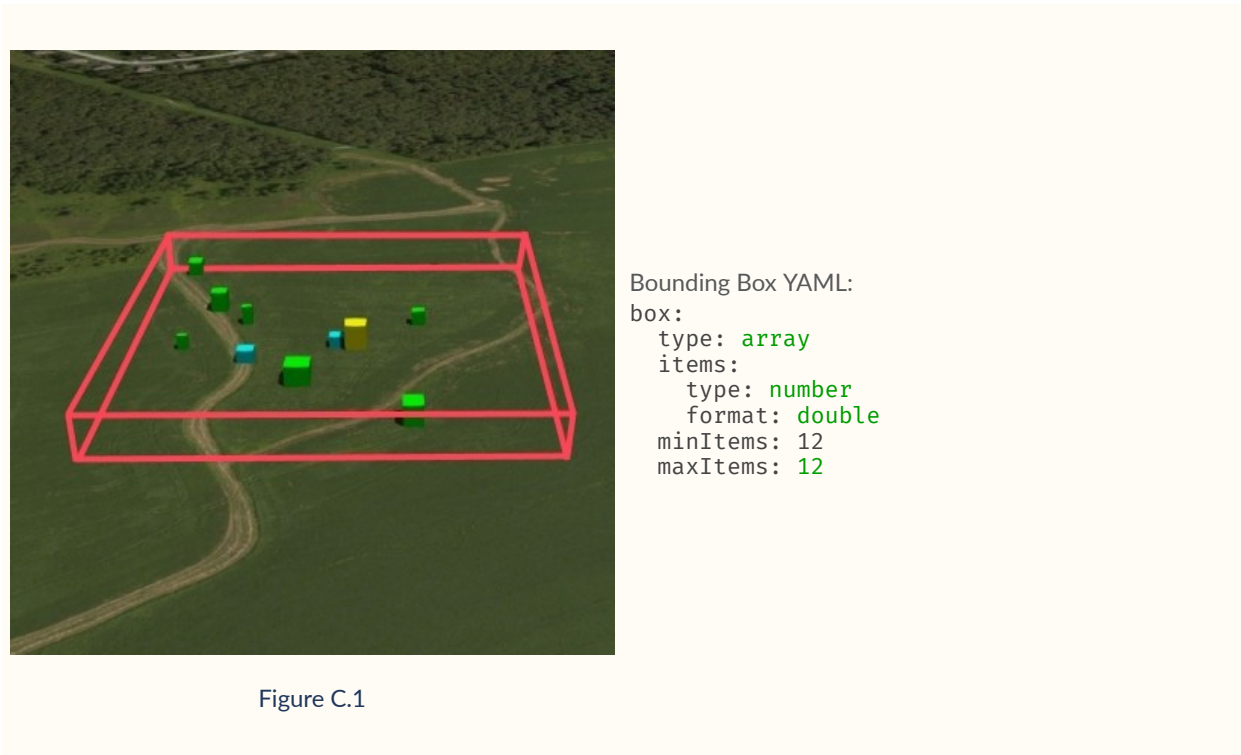 Bounding Box YAML:
box:
  type: array
  items:
    type: number
    format: double
  minItems: 12
  maxItems: 12
Figure C.1